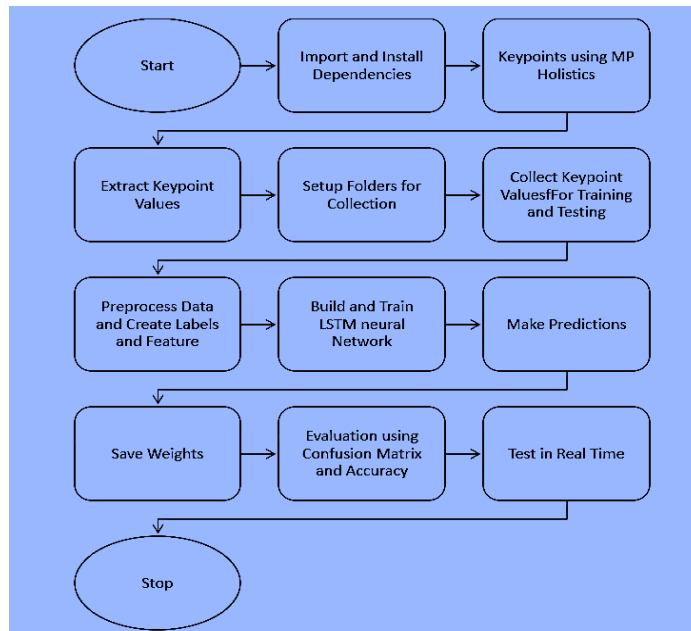 Start
Import and Install
Dependencies
Keypoints using MP
Holistics
Extract Keypoint
Values
Setup Folders for
Collection
Collect Keypoint
ValuesfFor Training
and Testing
Preprocess Data
and Create Labels
and Feature
Build and Train
LSTM neural
Network
Make Predictions
Save Weights
Evaluation using
Confusion Matrix
and Accuracy
Test in Real Time
Stop